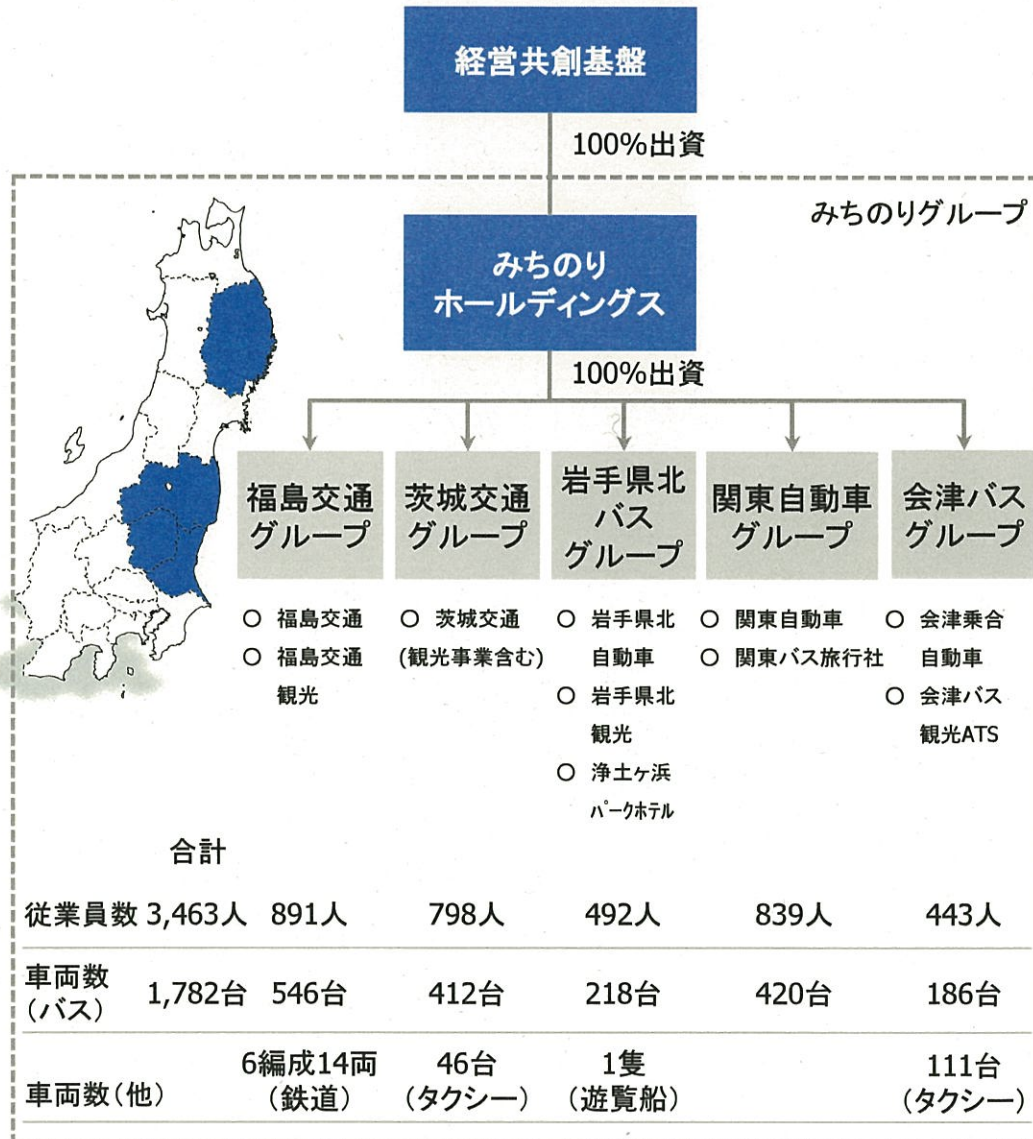 経営共創基盤
100%出資
みちのりグループ
みちのり
ホールディングス
100%出資
福島交通
グループ
茨城交通
グループ
岩手県北
バス
グループ
関東自動車
グループ
会津バス
グループ
○ 福島交通
○ 福島交通
観光
○ 茨城交通
(観光事業含む)
○ 岩手県北
自動車
○ 岩手県北
観光
○ 浄土ヶ浜
パークホテル
○ 関東自動車
○ 関東バス旅行社
○ 会津乗合
自動車
○ 会津バス
観光ATS
合計
従業員数 3,463人 891人 798人 492人 839人 443人
車両数
(バス) 1,782台 546台 412台 218台 420台 186台
車両数(他) 6編成14両 46台 1隻 111台
(鉄道) (タクシー) (遊覧船) (タクシー)